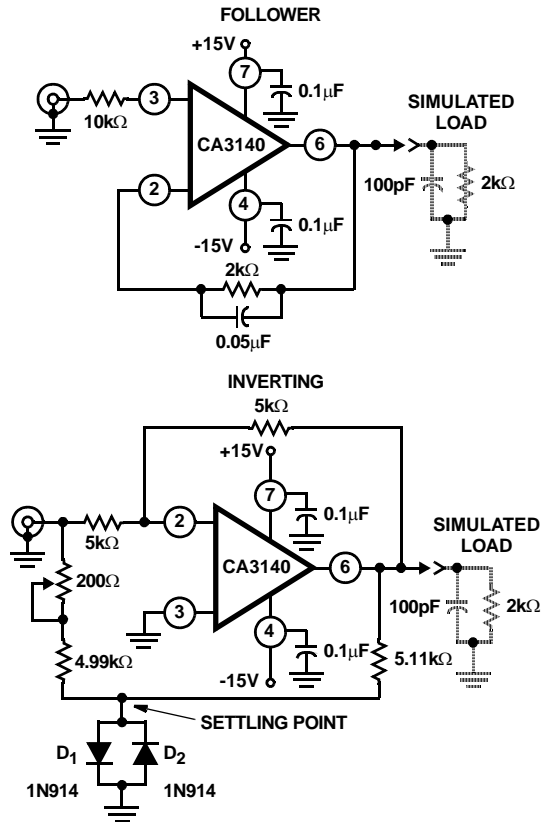 FOLLOWER
+15V
7
0.1µF
3
10kΩ
CA3140
6
SIMULATED
LOAD
100pF
2kΩ
2
4
0.1µF
-15V
2kΩ
0.05µF
INVERTING
5kΩ
+15V
7
0.1µF
5kΩ
2
CA3140
6
SIMULATED
LOAD
100pF
2kΩ
200Ω
3
4
0.1µF
4.99kΩ
5.11kΩ
-15V
SETTLING POINT
D1
D2
1N914
1N914